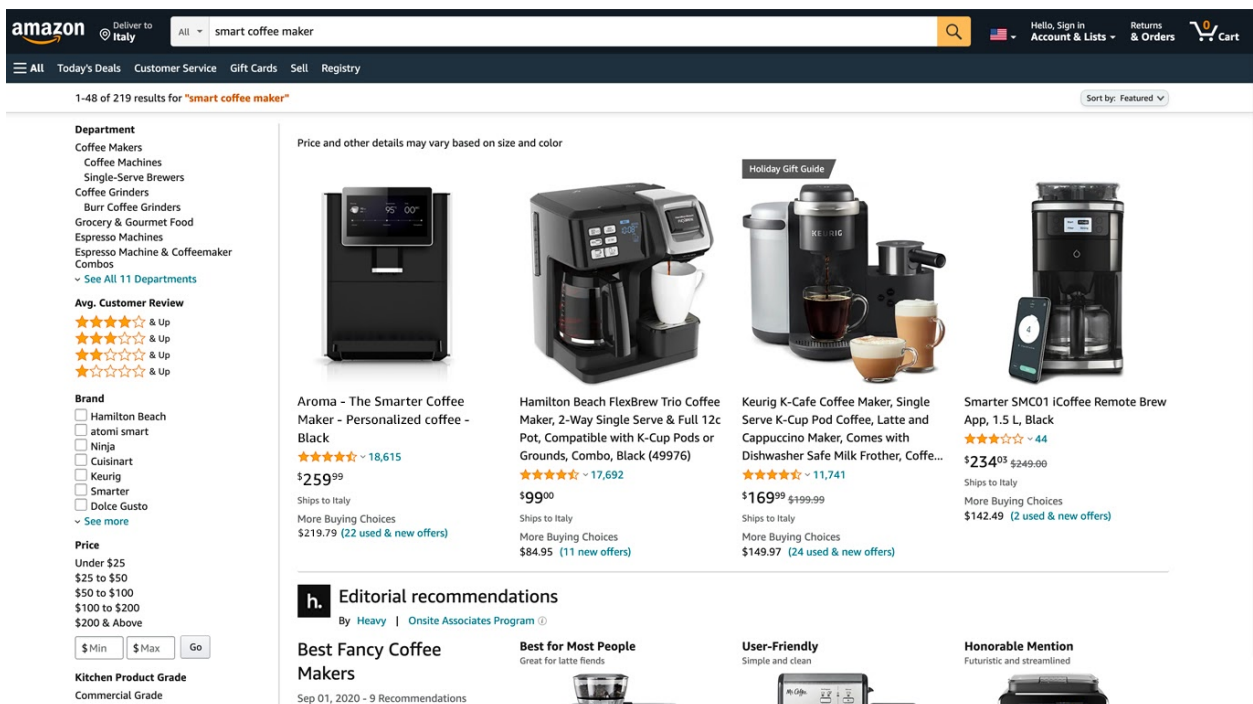 amazon
Deliver to
Italy
All
smart coffee maker
Hello, Sign in
Account & Lists
Returns
& Orders
0
Cart
All
Today's Deals
Customer Service
Gift Cards
Sell
Registry
1-48 of 219 results for "smart coffee maker"
Sort by: Featured
Department
Coffee Makers
Coffee Machines
Single-Serve Brewers
Coffee Grinders
Burr Coffee Grinders
Grocery & Gourmet Food
Espresso Machines
Espresso Machine & Coffeemaker
Combos
See All 11 Departments
Avg. Customer Review
& Up
& Up
& Up
& Up
Brand
Hamilton Beach
atomi smart
Ninja
Cuisinart
Keurig
Smarter
Dolce Gusto
See more
Price
Under $25
$25 to $50
$50 to $100
$100 to $200
$200 & Above
$ Min
$ Max
Go
Kitchen Product Grade
Commercial Grade
Price and other details may vary based on size and color
95° 00
Aroma - The Smarter Coffee
Maker - Personalized coffee -
Black
18,615
$259 99
Ships to Italy
More Buying Choices
$219.79 (22 used & new offers)
Hamilton Beach FlexBrew Trio Coffee
Maker, 2-Way Single Serve & Full 12c
Pot, Compatible with K-Cup Pods or
Grounds, Combo, Black (49976)
17,692
$99 00
Ships to Italy
More Buying Choices
$84.95 (11 new offers)
Holiday Gift Guide
KEURIG
Keurig K-Cafe Coffee Maker, Single
Serve K-Cup Pod Coffee, Latte and
Cappuccino Maker, Comes with
Dishwasher Safe Milk Frother, Coffe...
11,741
$169 99 $199.99
Ships to Italy
More Buying Choices
$149.97 (24 used & new offers)
4
Smarter SMC01 iCoffee Remote Brew
App, 1.5 L, Black
44
$234 03 $249.00
Ships to Italy
More Buying Choices
$142.49 (2 used & new offers)
h.
Editorial recommendations
By Heavy | Onsite Associates Program
Best Fancy Coffee
Makers
Sep 01, 2020 - 9 Recommendations
Best for Most People
Great for latte fiends
User-Friendly
Simple and clean
Mr. Coffee
Honorable Mention
Futuristic and streamlined